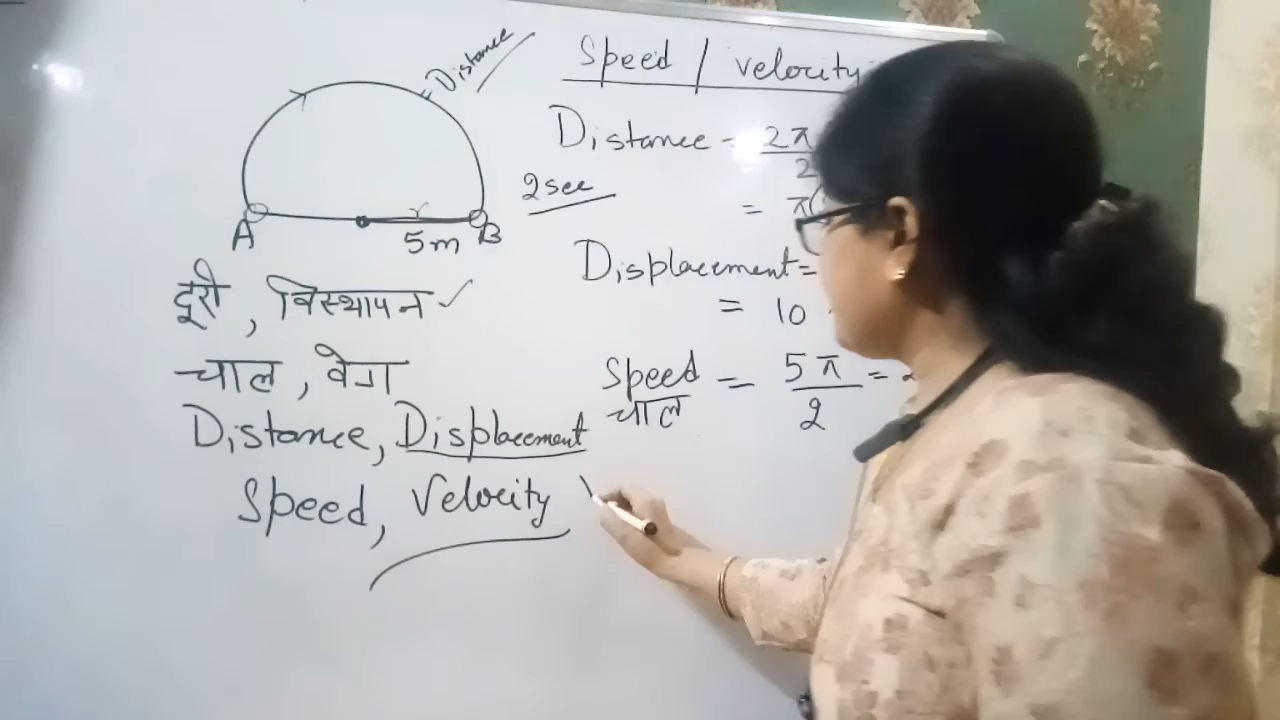 = Distance
A
r
5m
B
दूरी, विस्थापन ✓
चाल, वेग
Distance, Displacement
Speed, Velocity
Speed / velocity
Distance - 2π
2
2sec
= π(
Displacement =
= 10
Speed = 5π/2 =
चाल